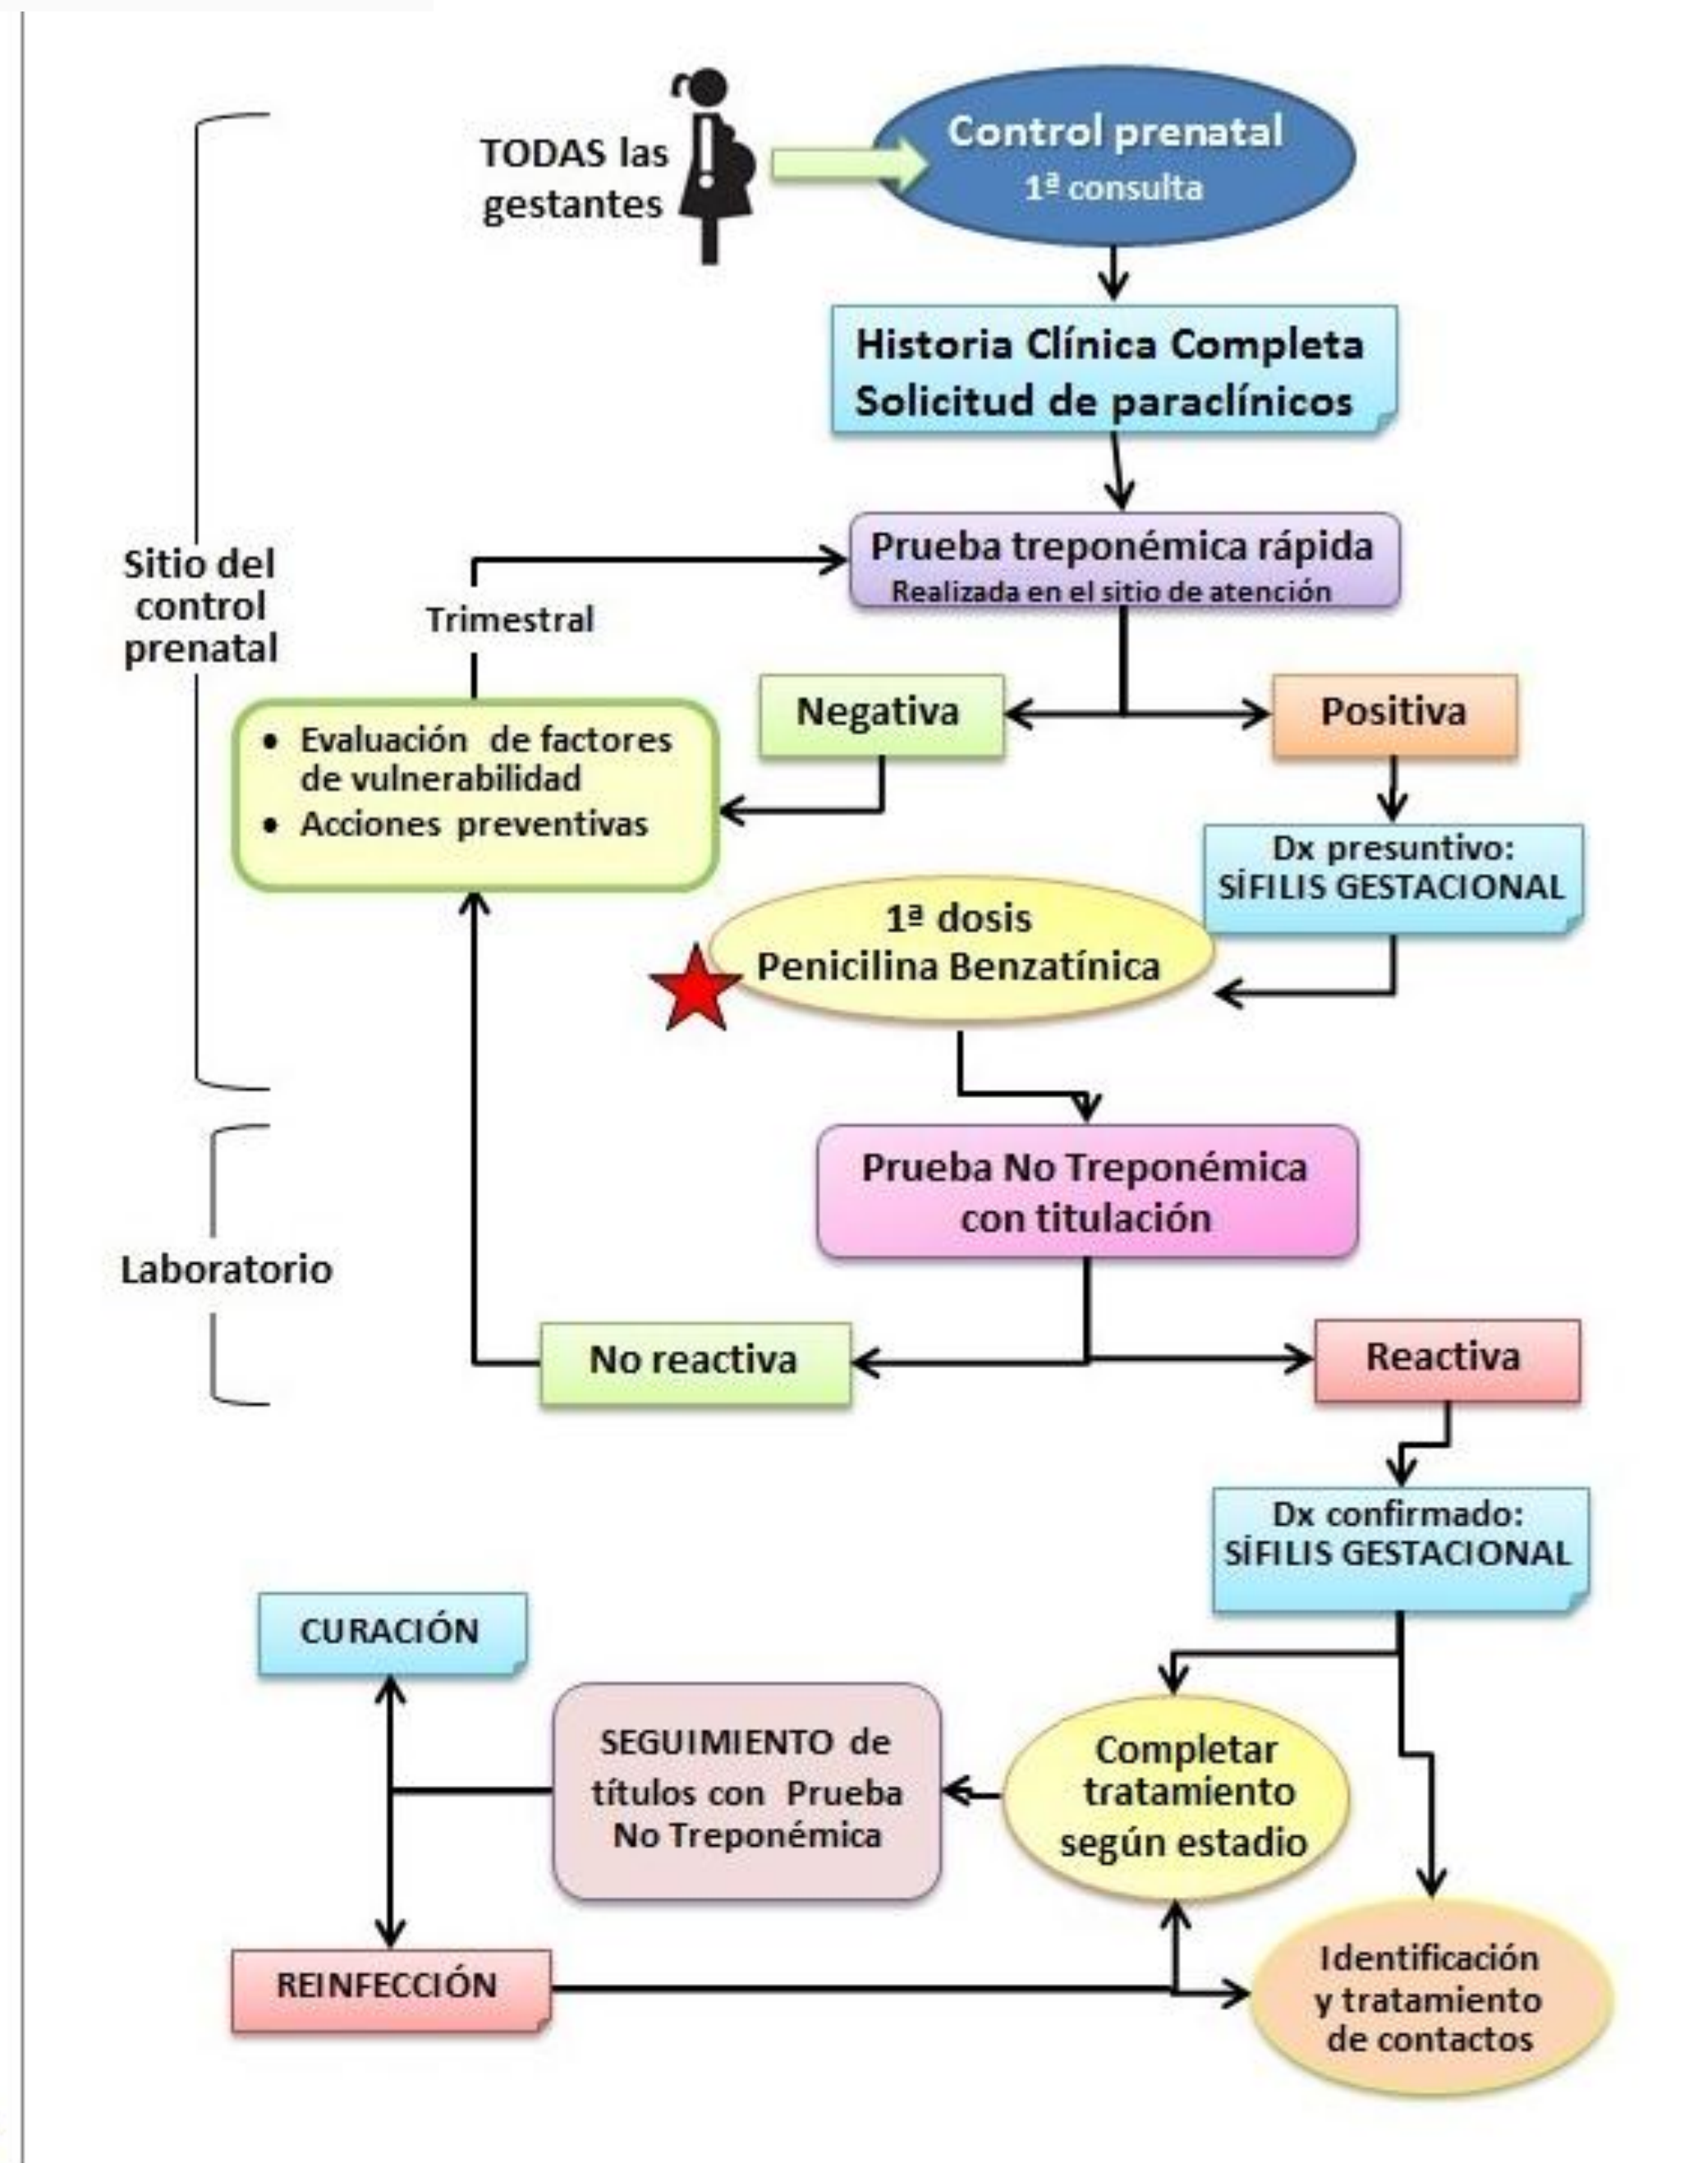 TODAS las
gestantes
Control prenatal
1ª consulta
Historia Clínica Completa
Solicitud de paraclínicos
Sitio del
control
prenatal
Prueba treponémica rápida
Realizada en el sitio de atención
Trimestral
Negativa
Positiva
• Evaluación de factores
de vulnerabilidad
• Acciones preventivas
Dx presuntivo:
SÍFILIS GESTACIONAL
1ª dosis
Penicilina Benzatínica
Prueba No Treponémica
con titulación
Laboratorio
No reactiva
Reactiva
Dx confirmado:
SÍFILIS GESTACIONAL
CURACIÓN
SEGUIMIENTO de
títulos con Prueba
No Treponémica
Completar
tratamiento
según estadio
REINFECCIÓN
Identificación
y tratamiento
de contactos